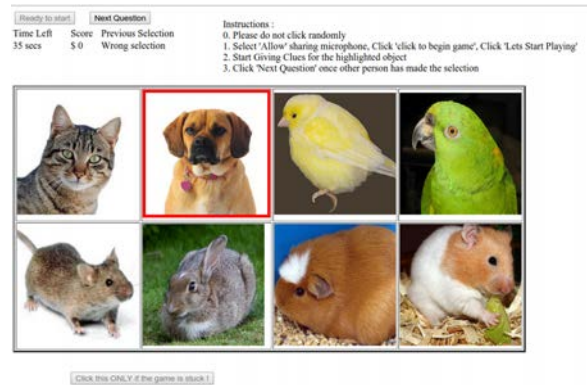 Ready to start
Next Question
Time Left Score Previous Selection
35 secs $ 0 Wrong selection
Instructions :
0. Please do not click randomly
1. Select 'Allow' sharing microphone, Click 'click to begin game', Click 'Lets Start Playing'
2. Start Giving Clues for the highlighted object
3. Click 'Next Question' once other person has made the selection
Click this ONLY if the game is stuck !